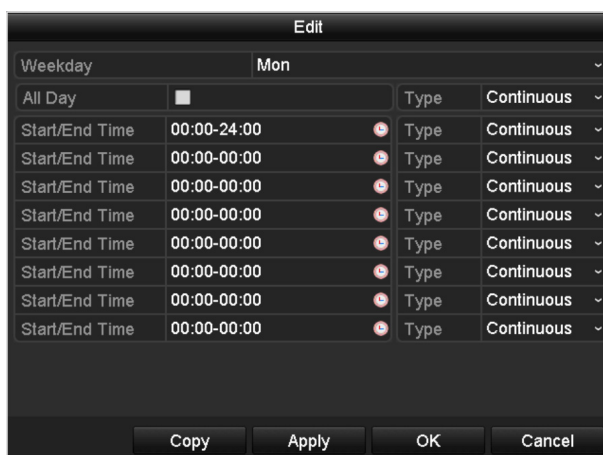 Edit
Weekday Mon
All Day Type Continuous
Start/End Time 00:00-24:00 Type Continuous
Start/End Time 00:00-00:00 Type Continuous
Start/End Time 00:00-00:00 Type Continuous
Start/End Time 00:00-00:00 Type Continuous
Start/End Time 00:00-00:00 Type Continuous
Start/End Time 00:00-00:00 Type Continuous
Start/End Time 00:00-00:00 Type Continuous
Start/End Time 00:00-00:00 Type Continuous
Copy Apply OK Cancel